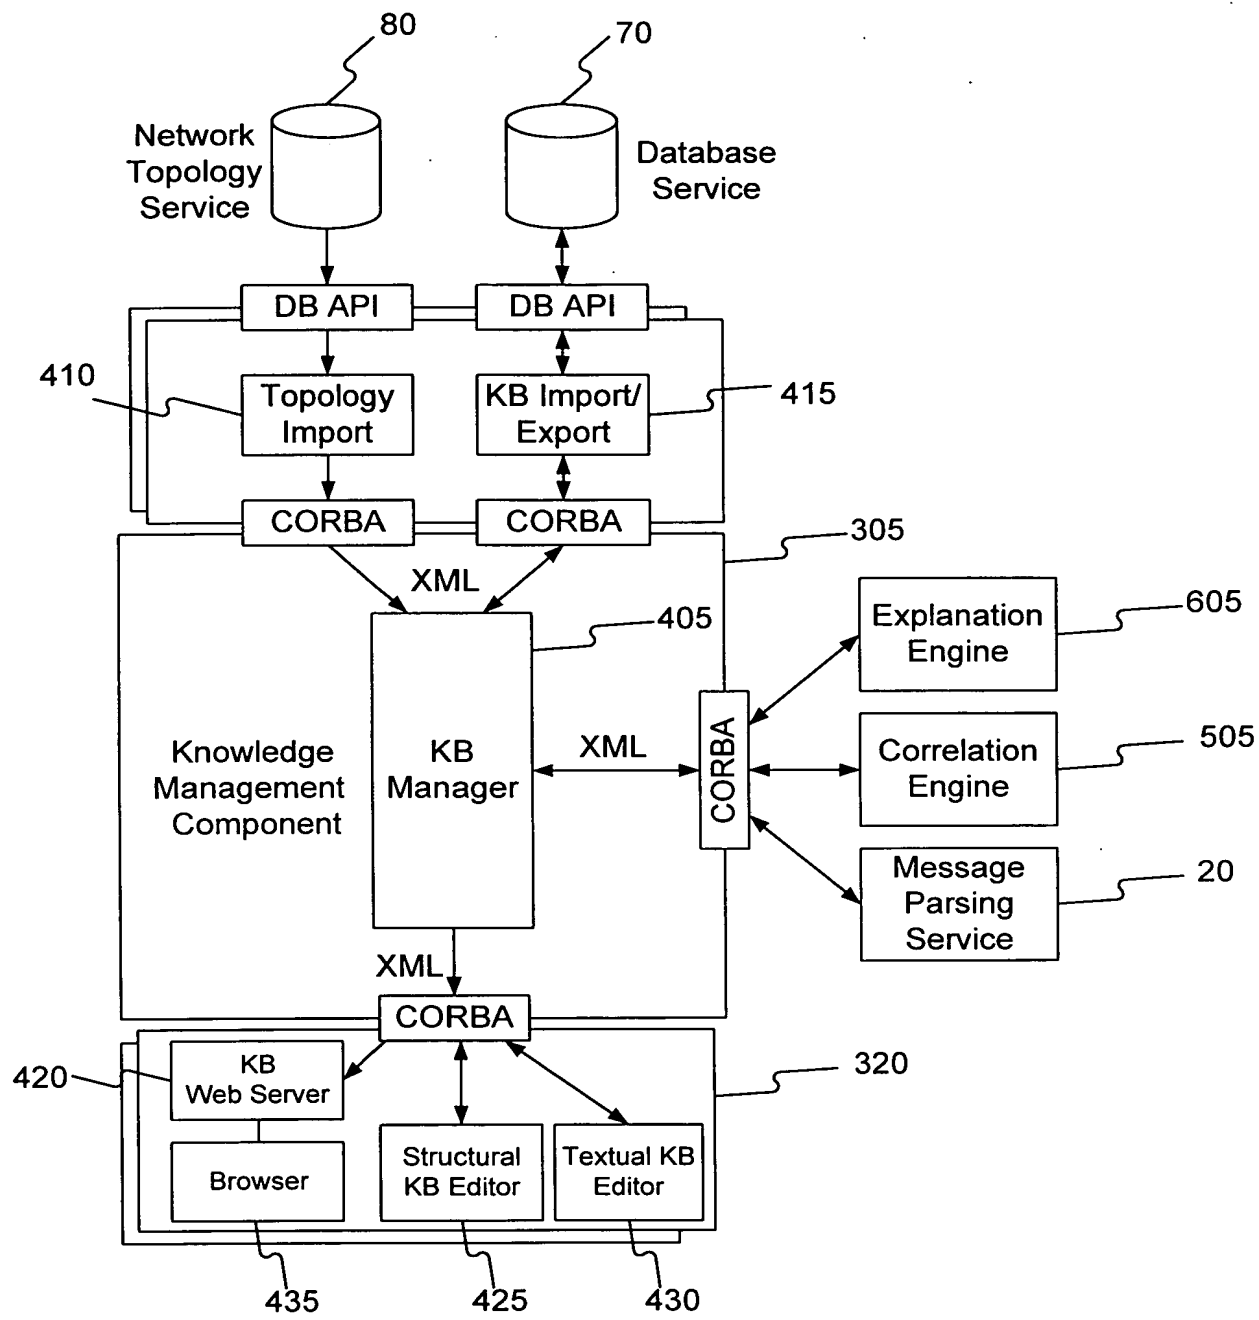 80
70
Network
Topology
Service
Database
Service
DB API
DB API
410
Topology
Import
KB Import/
Export
415
CORBA
CORBA
305
XML
405
Explanation
Engine
605
Knowledge
Management
Component
KB
Manager
XML
CORBA
Correlation
Engine
505
Message
Parsing
Service
20
XML
CORBA
420
KB
Web Server
320
Browser
Structural
KB Editor
Textual KB
Editor
435
425
430